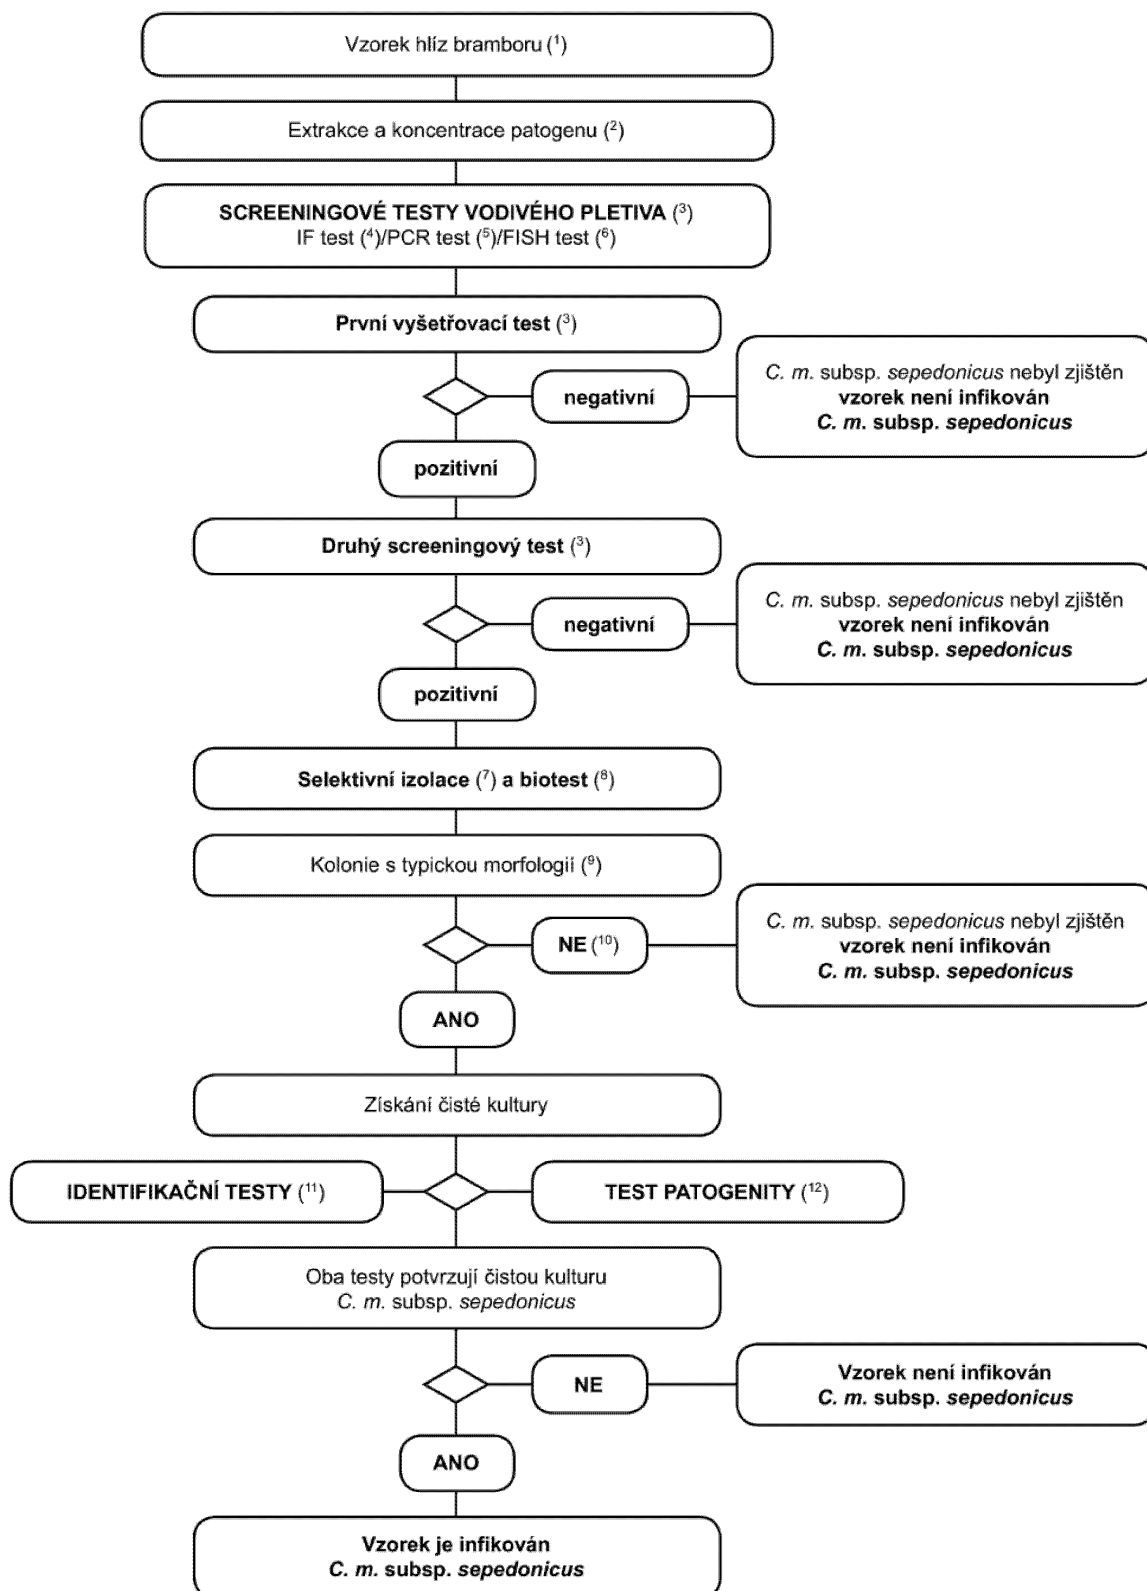 Vzorek hlíz bramboru (¹)
Extrakce a koncentrace patogenu (²)
SCREENINGOVÉ TESTY VODIVÉHO PLETIVA (³)
IF test (⁴)/PCR test (⁵)/FISH test (⁶)
První vyšetřovací test (³)
negativní
C. m. subsp. sepedonicus nebyl zjištěn
vzorek není infikován
C. m. subsp. sepedonicus
pozitivní
Druhý screeningový test (³)
negativní
C. m. subsp. sepedonicus nebyl zjištěn
vzorek není infikován
C. m. subsp. sepedonicus
pozitivní
Selektivní izolace (⁷) a biotest (⁸)
Kolonie s typickou morfologií (⁹)
NE (¹⁰)
C. m. subsp. sepedonicus nebyl zjištěn
vzorek není infikován
C. m. subsp. sepedonicus
ANO
Získání čisté kultury
IDENTIFIKAČNÍ TESTY (¹¹)
TEST PATOGENITY (¹²)
Oba testy potvrzují čistou kulturu
C. m. subsp. sepedonicus
NE
Vzorek není infikován
C. m. subsp. sepedonicus
ANO
Vzorek je infikován
C. m. subsp. sepedonicus